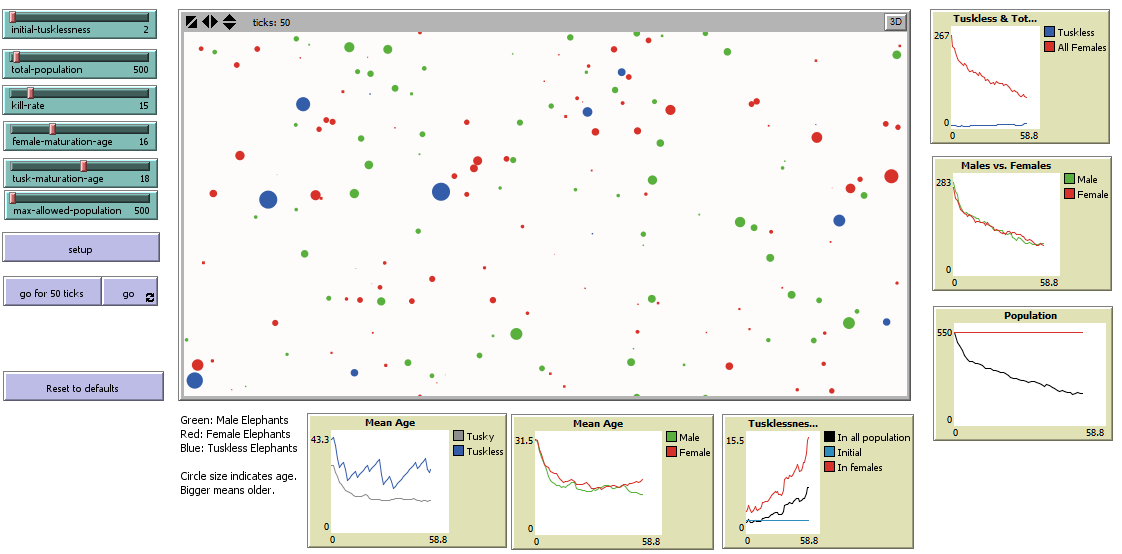 initial-tusklessness 2
total-population 500
kill-rate 15
female-maturation-age 16
tusk-maturation-age 18
max-allowed-population 500
setup
go for 50 ticks
go
Reset to defaults
ticks: 50
3D
Green: Male Elephants
Red: Female Elephants
Blue: Tuskless Elephants
Circle size indicates age.
Bigger means older.
Mean Age
43.3
0
0 58.8
Tusky
Tuskless
Mean Age
31.5
0
0 58.8
Male
Female
Tusklessnes...
15.5
0
0 58.8
In all population
Initial
In females
Tuskless & Tot...
267
0
0 58.8
Tuskless
All Females
Males vs. Females
283
0
0 58.8
Male
Female
Population
550
0
0 58.8